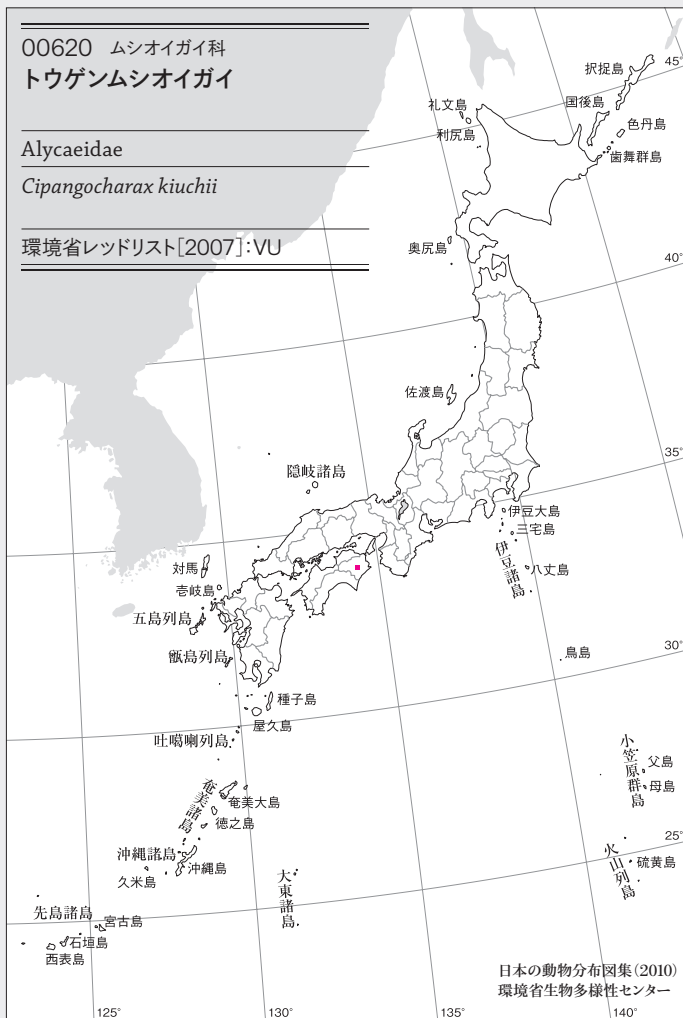 00620 ムシオイガイ科
トウゲンムシオイガイ
Alycaeidae
Cipangocharax kiuchii
環境省レッドリスト[2007]:VU
45°
択捉島
礼文島
国後島
色丹島
利尻島
歯舞群島
奥尻島
40°
佐渡島
35°
隠岐諸島
伊豆大島
三宅島
伊豆諸島
八丈島
対馬
壱岐島
五島列島
甑島列島
30°
鳥島
種子島
屋久島
吐噶喇列島
小笠原群島
父島
母島
奄美諸島
奄美大島
徳之島
25°
沖縄諸島
沖縄島
久米島
火山列島
硫黄島
大東諸島
先島諸島
宮古島
石垣島
西表島
日本の動物分布図集(2010)
環境省生物多様性センター
125°
130°
135°
140°